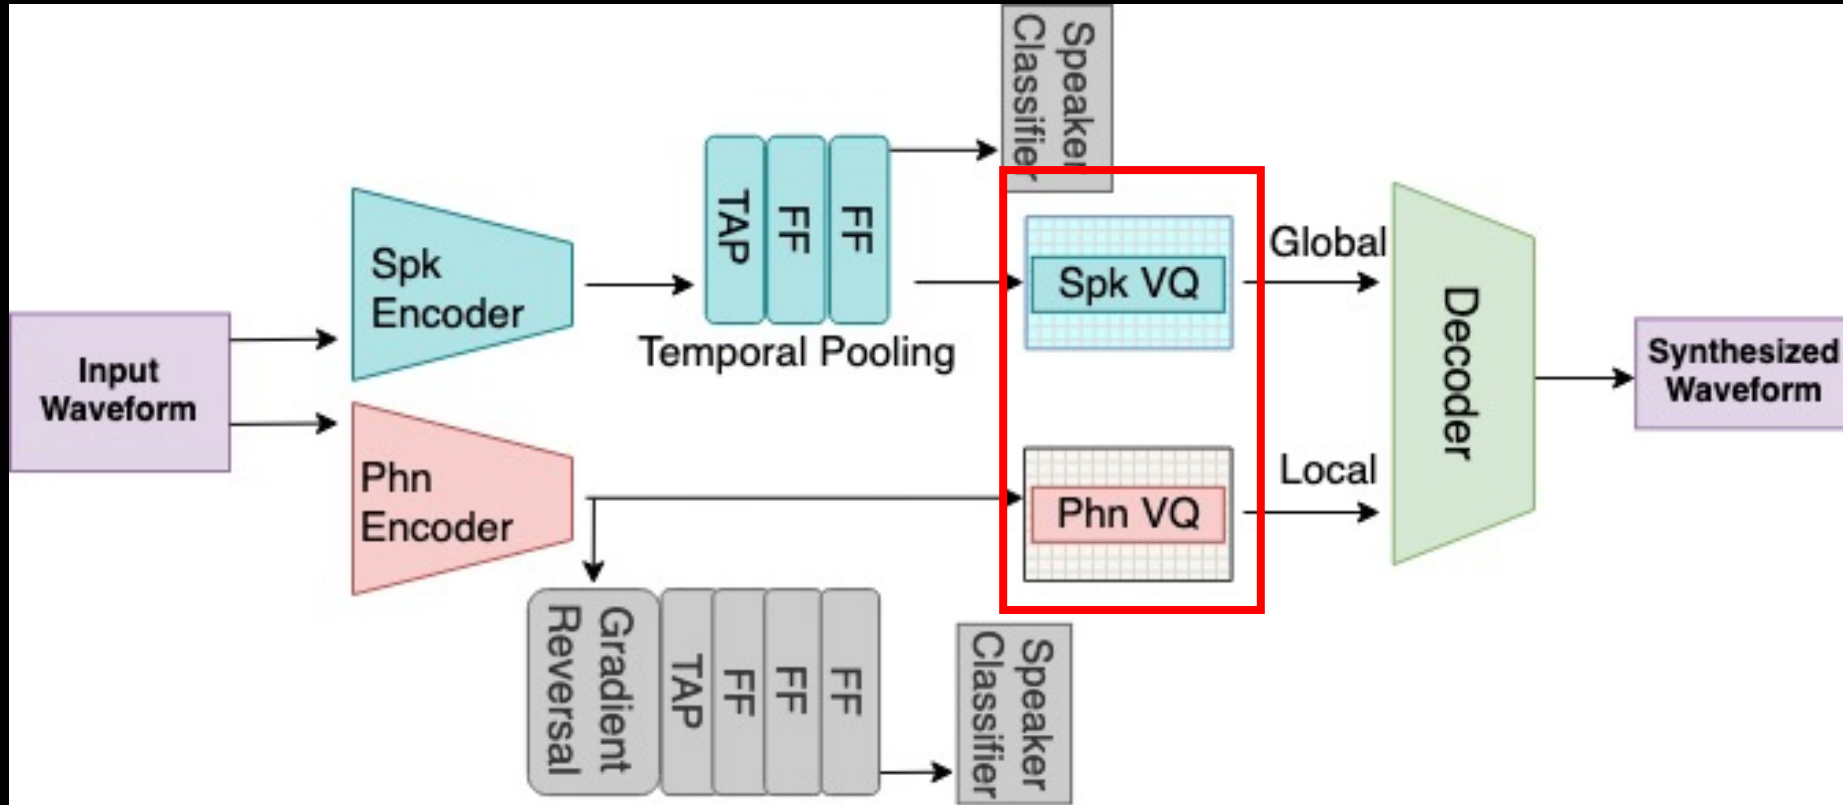 Input
Waveform
Spk
Encoder
Phn
Encoder
TAP
FF
FF
Temporal Pooling
Speaker
Classifier
Spk VQ
Phn VQ
Global
Local
Decoder
Synthesized
Waveform
Gradient
Reversal
TAP
FF
FF
FF
Speaker
Classifier